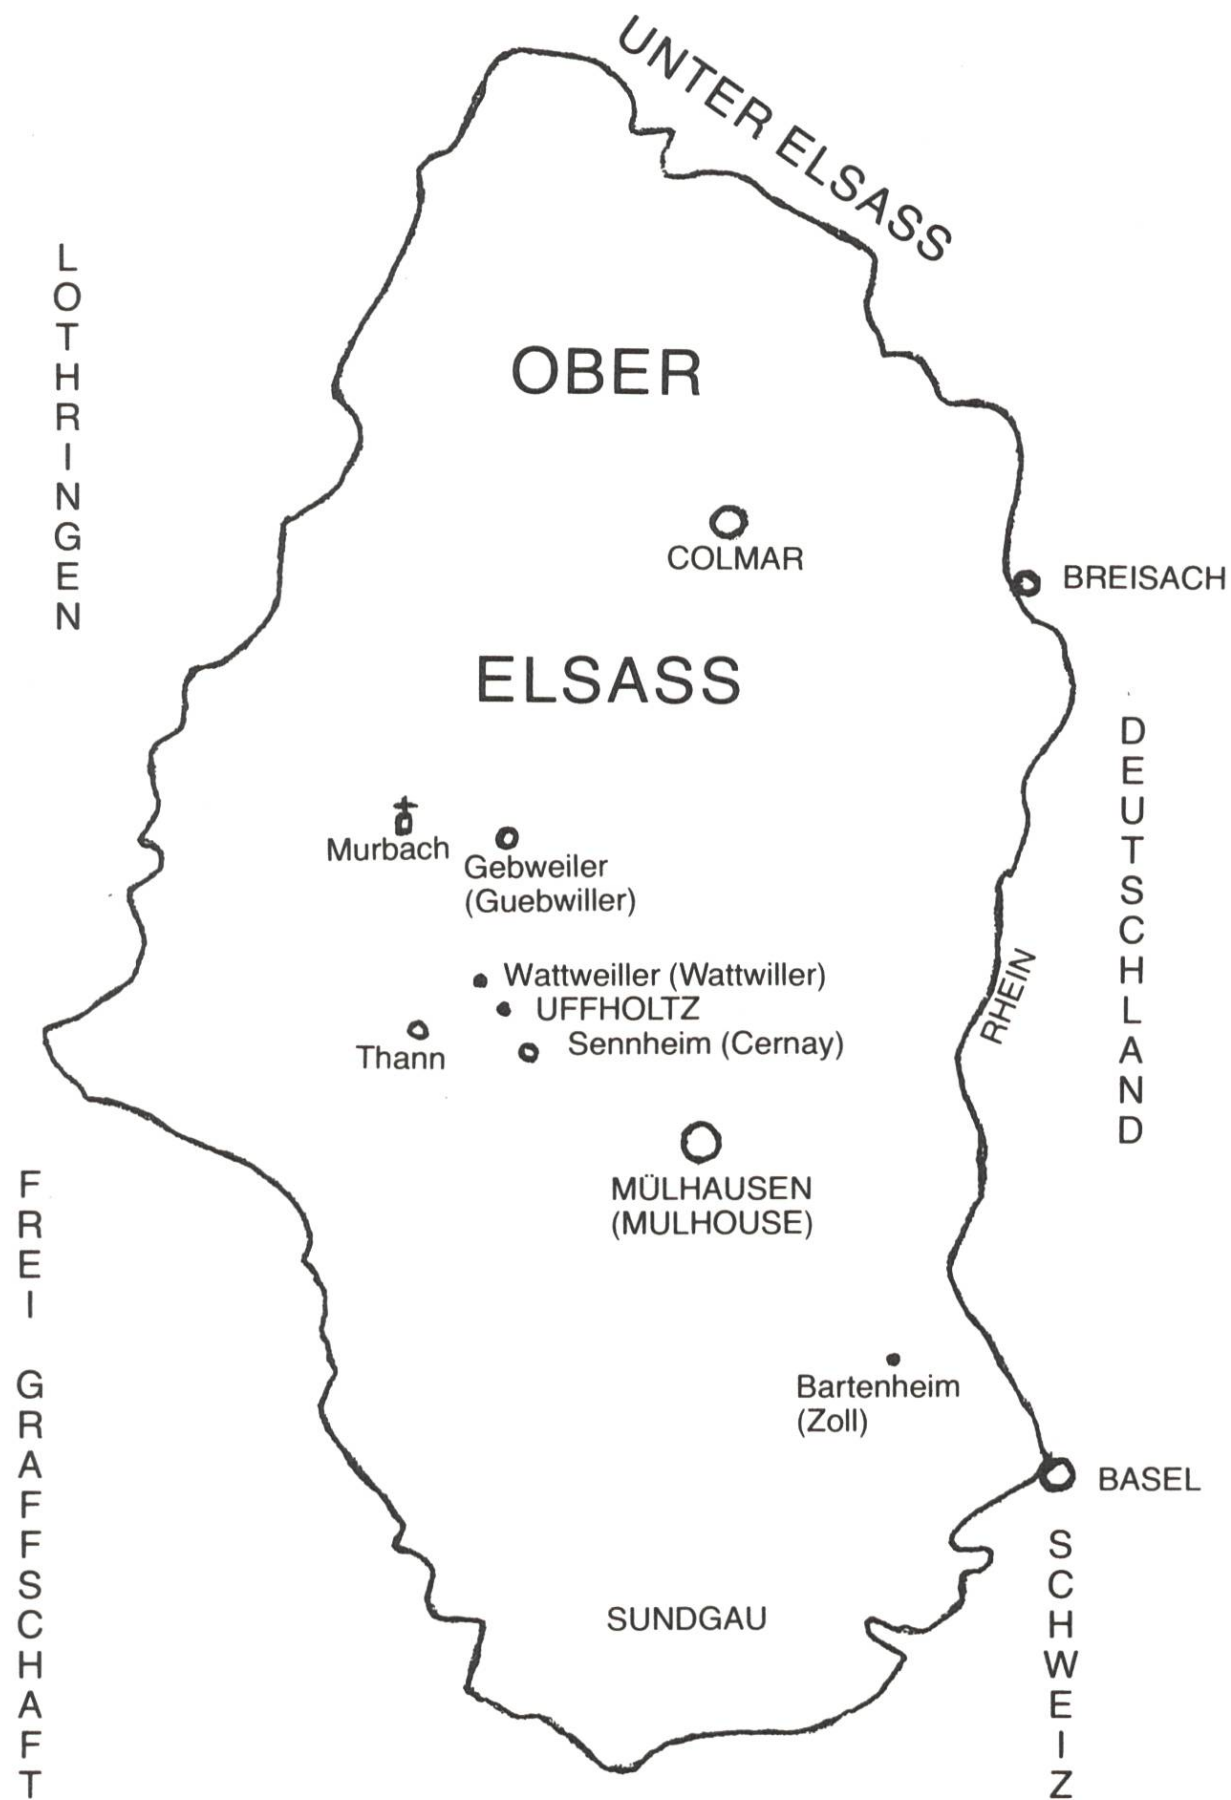 UNTER ELSASS
LOTHRINGEN
OBER
COLMAR
BREISACH
ELSASS
DEUTSCHLAND
Murbach
Gebweiler
(Guebwiller)
Wattweiller (Wattwiller)
UFFHOLTZ
Sennheim (Cernay)
Thann
RHEIN
MÜLHAUSEN
(MULHOUSE)
FREI GRAFFSCHAFT
Bartenheim
(Zoll)
BASEL
SUNDGAU
SCHWEIZ